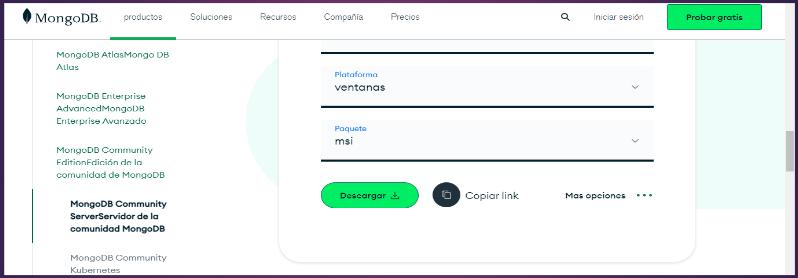 MongoDB.
productos
Soluciones
Recursos
Compañía
Precios
Iniciar sesión
Probar gratis
MongoDB AtlasMongo DB
Atlas
MongoDB Enterprise
AdvancedMongoDB
Enterprise Avanzado
MongoDB Community
EditionEdición de la
comunidad de MongoDB
MongoDB Community
ServerServidor de la
comunidad MongoDB
MongoDB Community
Kubernetes
Plataforma
ventanas
Paquete
msi
Descargar
Copiar link
Mas opciones